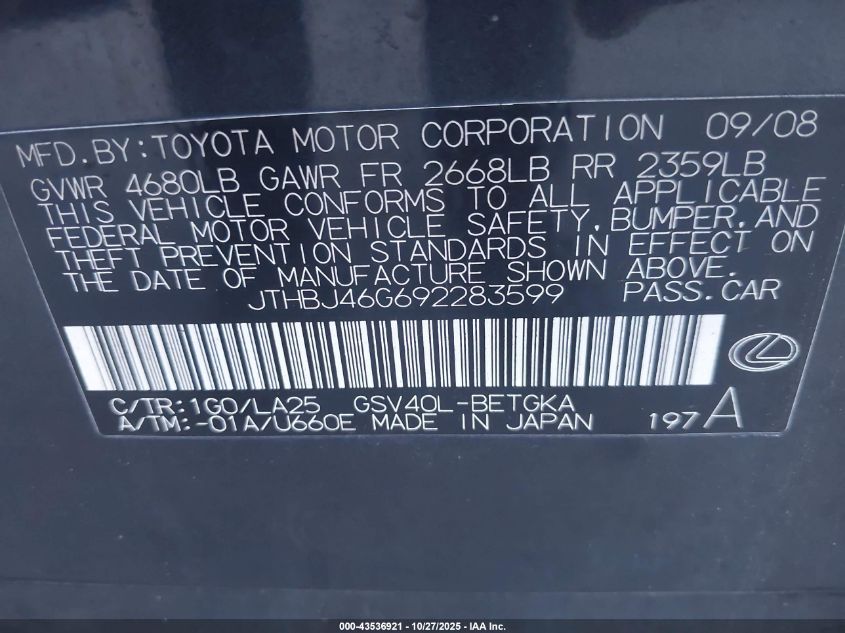 MFD.BY:TOYOTA MOTOR CORPORATION 09/08
GVWR 4680LB GAWR FR 2668LB RR 2359LB
THIS VEHICLE CONFORMS TO ALL APPLICABLE
FEDERAL MOTOR VEHICLE SAFETY, BUMPER, AND
THEFT PREVENTION STANDARDS IN EFFECT ON
THE DATE OF MANUFACTURE SHOWN ABOVE.
JTHBJ46G692283599 PASS.CAR
C/TR:1G0/LA25 GSV40L-BETGKA
A/TM:-01A/U660E MADE IN JAPAN 197A
000-43536921 - 10/27/2025 - IAA Inc.